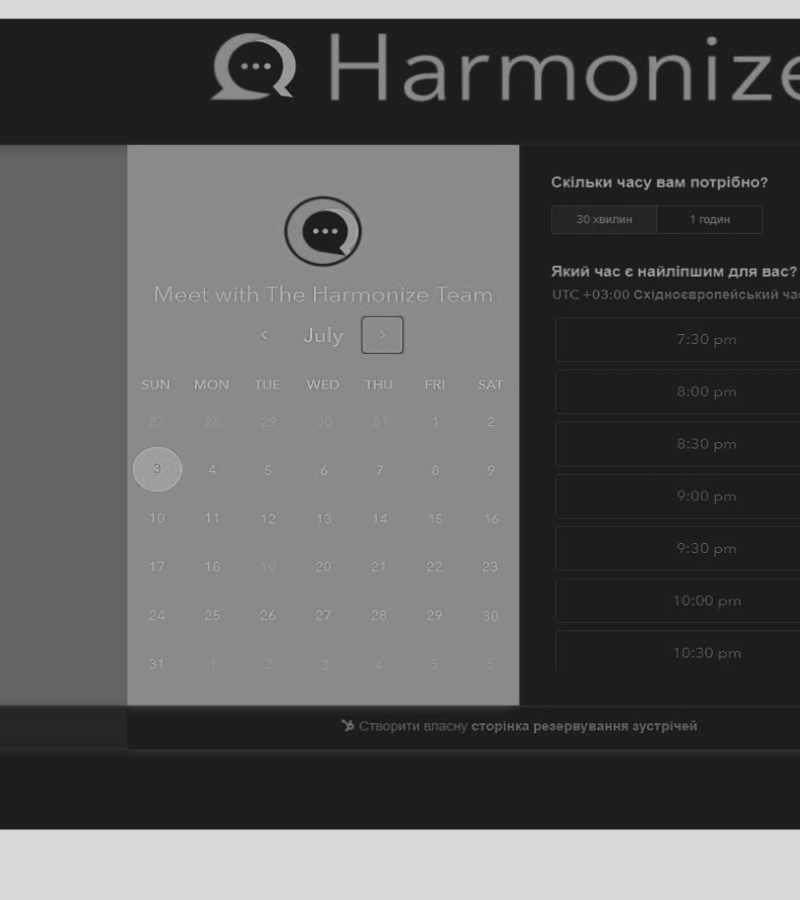 Harmonize
Meet with The Harmonize Team
< July >
SUN MON TUE WED THU FRI SAT
27 28 29 30 31 1 2
3 4 5 6 7 8 9
10 11 12 13 14 15 16
17 18 19 20 21 22 23
24 25 26 27 28 29 30
31 1 2 3 4 5 6
Скільки часу вам потрібно?
30 хвилин 1 годин
Який час є найліпшим для вас?
UTC +03:00 Східноєвропейський
7:30 pm
8:00 pm
8:30 pm
9:00 pm
9:30 pm
10:00 pm
10:30 pm
Створити власну сторінка резервування зустрічей